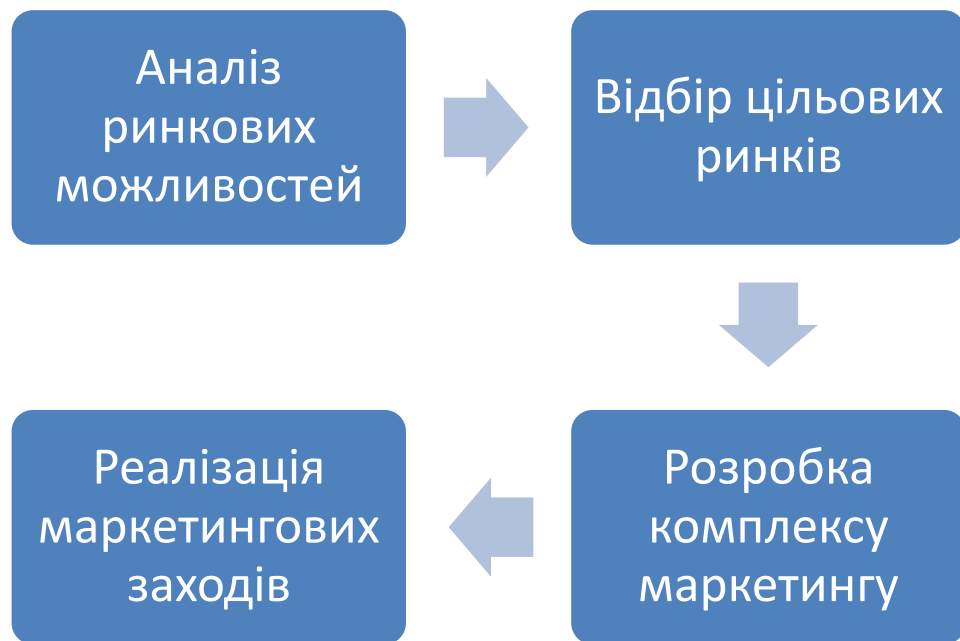 Аналіз
ринкових
можливостей
Відбір цільових
ринків
Розробка
комплексу
маркетингу
Реалізація
маркетингових
заходів